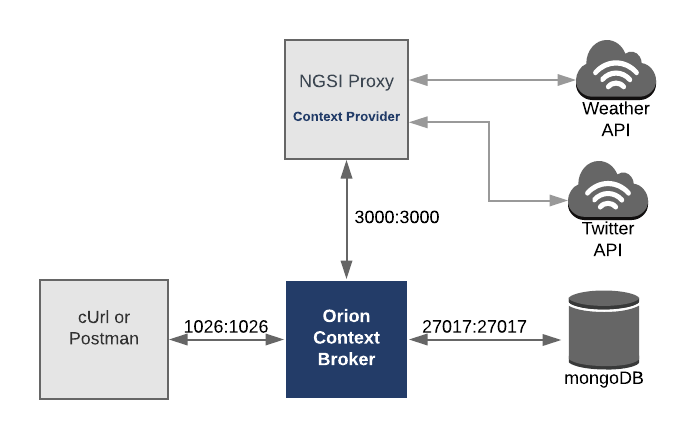 NGSI Proxy
Context Provider
Weather
API
Twitter
API
3000:3000
cUrl or
Postman
1026:1026
Orion
Context
Broker
27017:27017
mongoDB